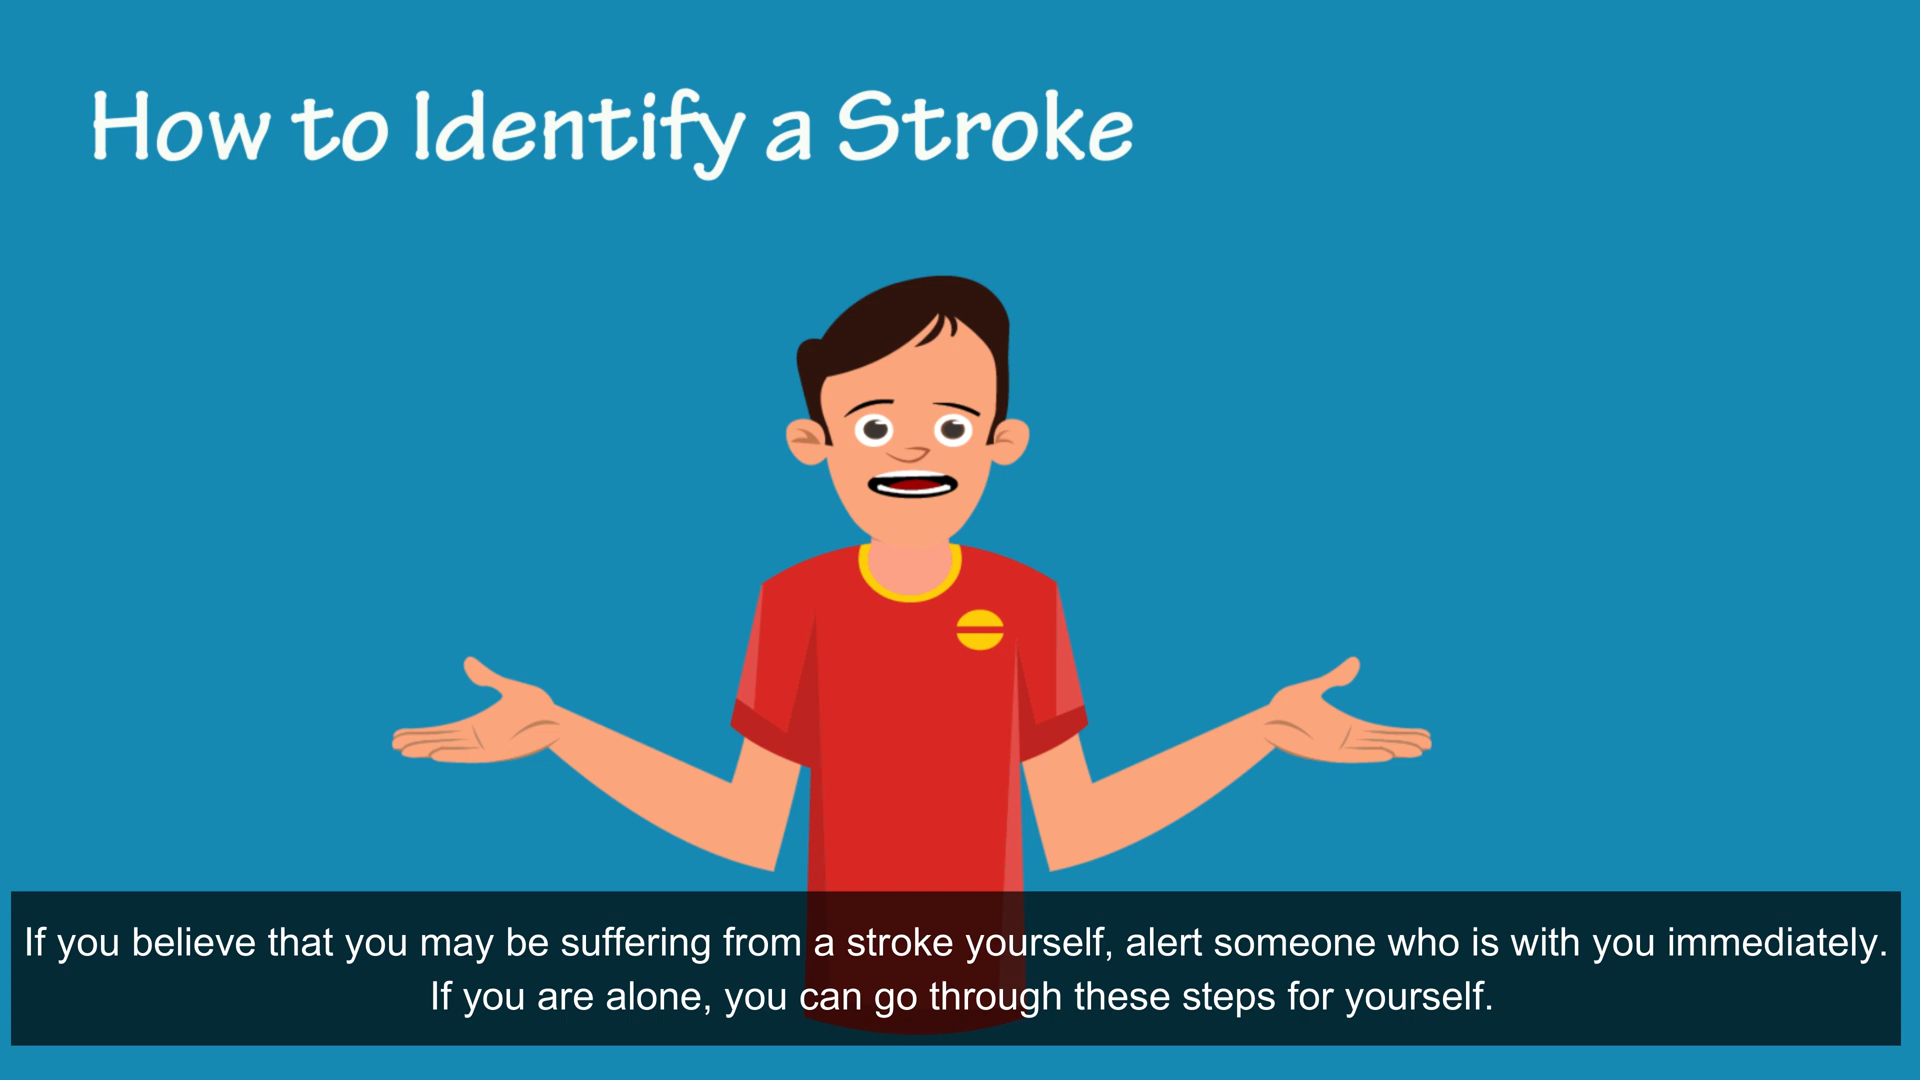 How to Identify a Stroke
If you believe that you may be suffering from a stroke yourself, alert someone who is with you immediately.
If you are alone, you can go through these steps for yourself.